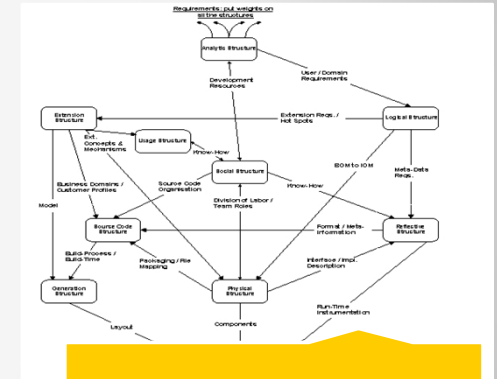 Requirements: put weights on
all the structures
Analytic Structure
Development
Resources
User / Domain
Requirements
Extension
Structure
Extension Reqs. /
Hot Spots
Logical Structure
Ext.
Concepts &
Mechanisms
Usage Structure
Know-How
Social Structure
BOM to IOM
Meta-Data
Reqs.
Business Domains /
Customer Profiles
Source Code
Organisation
Know-How
Model
Division of Labor /
Team Roles
Source Code
Structure
Format / Meta-
Information
Reflective
Structure
Build-Process /
Build-Time
Packaging / File
Mapping
Interface / Impl.
Description
Generation
Structure
Physical
Structure
Run-Time
Instrumentation
Layout
Components